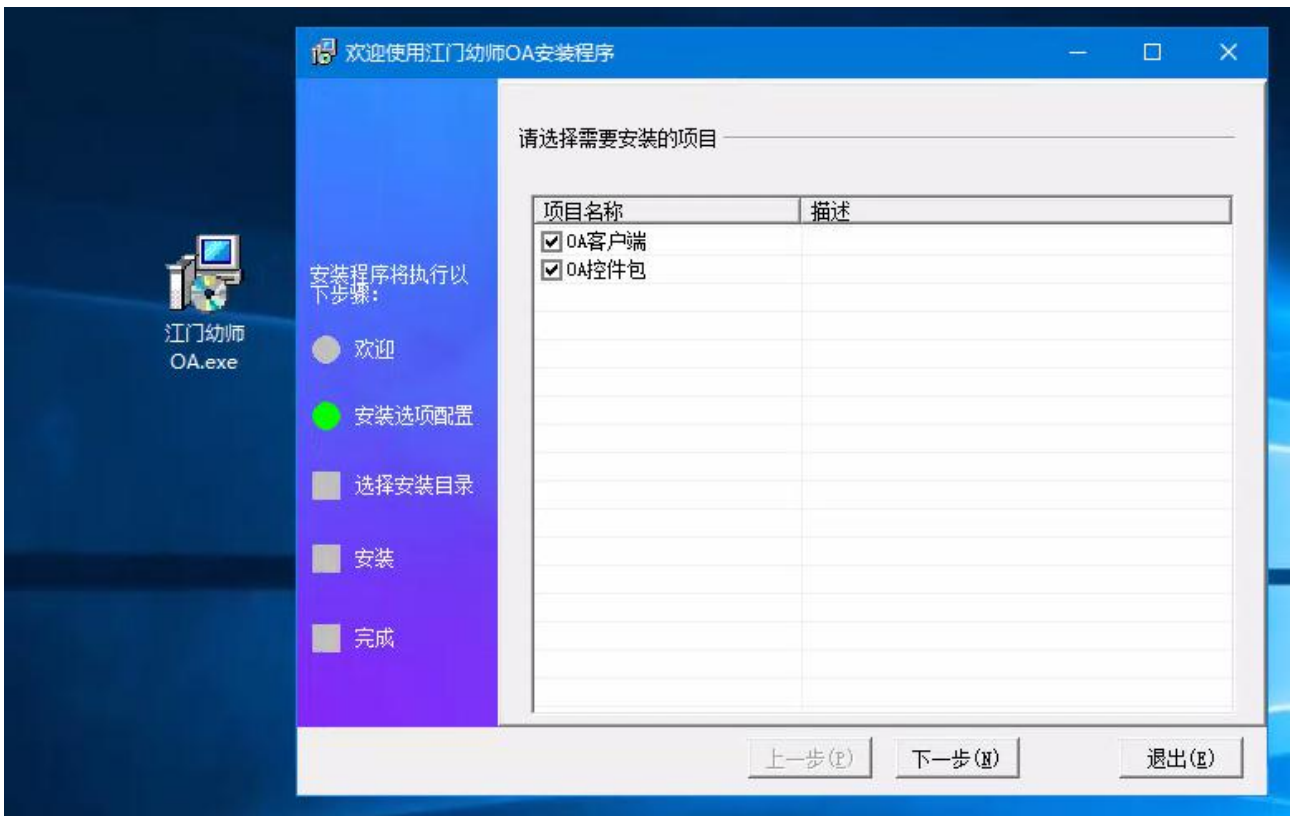 欢迎使用江门幼师OA安装程序
江门幼师
OA.exe
安装程序将执行以
下步骤：
欢迎
安装选项配置
选择安装目录
安装
完成
请选择需要安装的项目
项目名称 描述
OA客户端
OA控件包
上一步(P) 下一步(N) 退出(E)